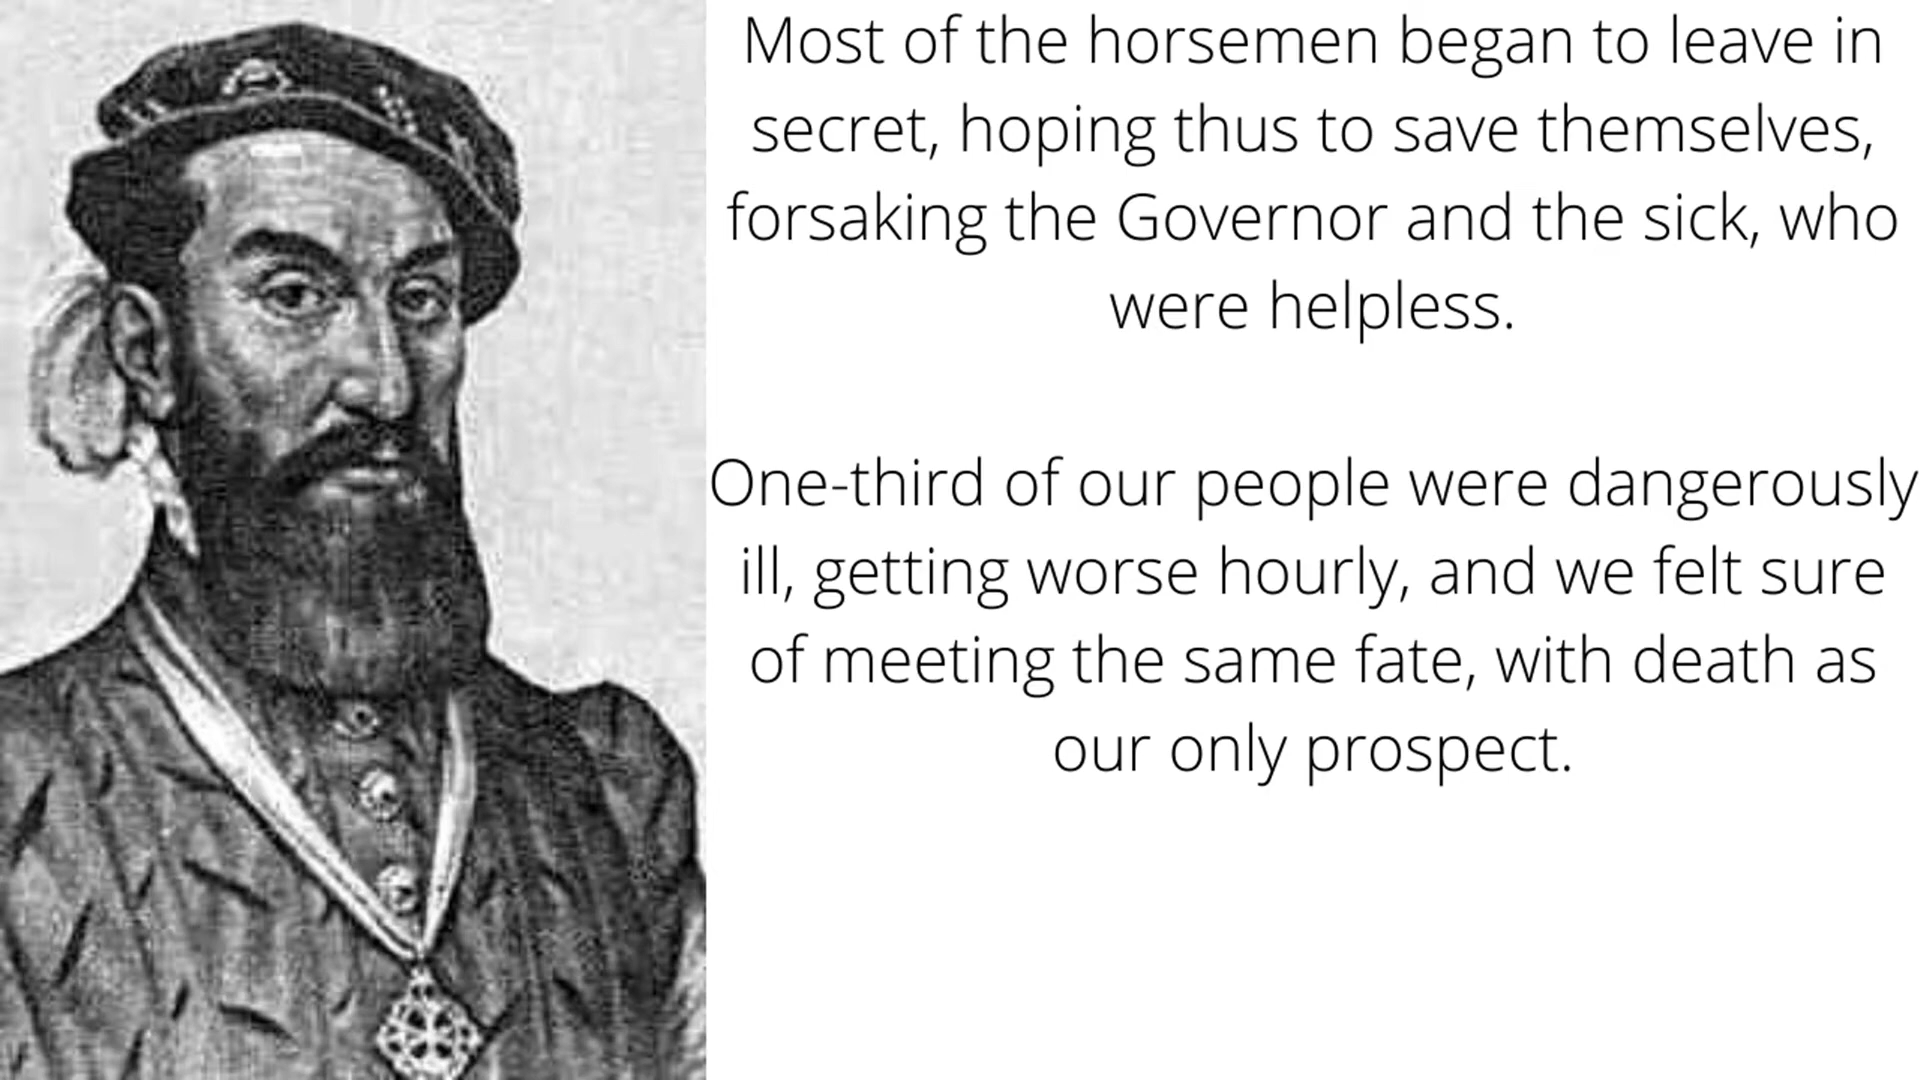 Most of the horsemen began to leave in
secret, hoping thus to save themselves,
forsaking the Governor and the sick, who
were helpless.
One-third of our people were dangerously
ill, getting worse hourly, and we felt sure
of meeting the same fate, with death as
our only prospect.